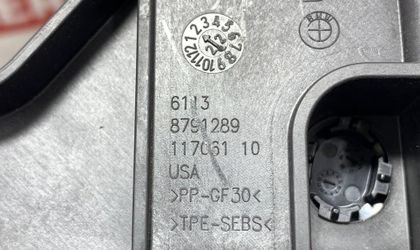 6113
8791289
117061 10
USA
>PP-GF30<
>TPE-SEBS<